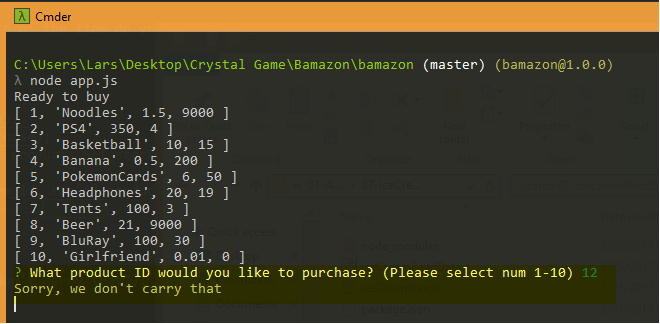 λ Cmder
C:\Users\Lars\Desktop\Crystal Game\Bamazon\bamazon (master) (bamazon@1.0.0)
λ node app.js
Ready to buy
[ 1, 'Noodles', 1.5, 9000 ]
[ 2, 'PS4', 350, 4 ]
[ 3, 'Basketball', 10, 15 ]
[ 4, 'Banana', 0.5, 200 ]
[ 5, 'PokemonCards', 6, 50 ]
[ 6, 'Headphones', 20, 19 ]
[ 7, 'Tents', 100, 3 ]
[ 8, 'Beer', 21, 9000 ]
[ 9, 'BluRay', 100, 30 ]
[ 10, 'Girlfriend', 0.01, 0 ]
? What product ID would you like to purchase? (Please select num 1-10) 12
Sorry, we don't carry that